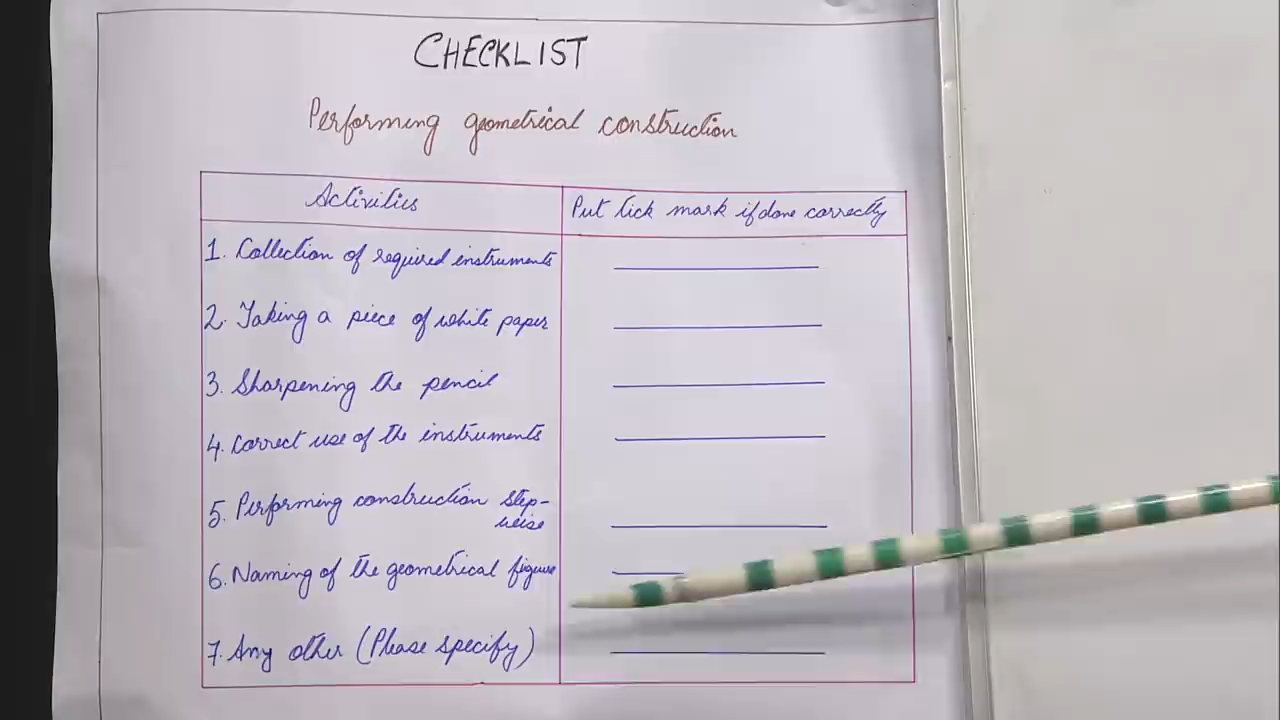 CHECKLIST
Performing geometrical construction
Activities
Put tick mark if done correctly
1. Collection of required instruments
2. Taking a piece of white paper
3. Sharpening the pencil
4. Correct use of the instruments
5. Performing construction step-
wise
6. Naming of the geometrical figure
7. Any other (Please specify)